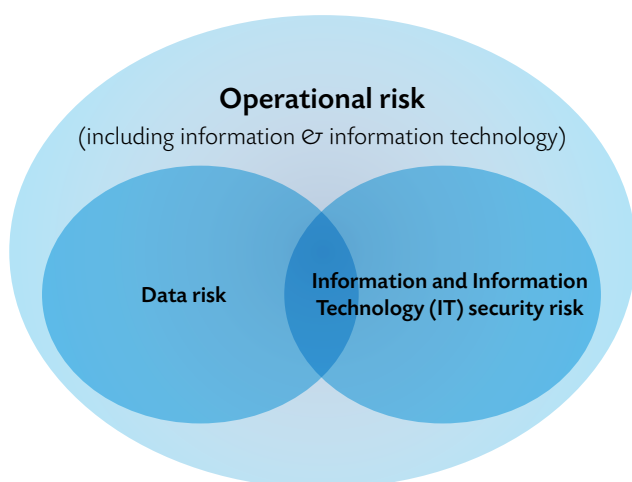 Operational risk
(including information & information technology)
Data risk
Information and Information
Technology (IT) security risk